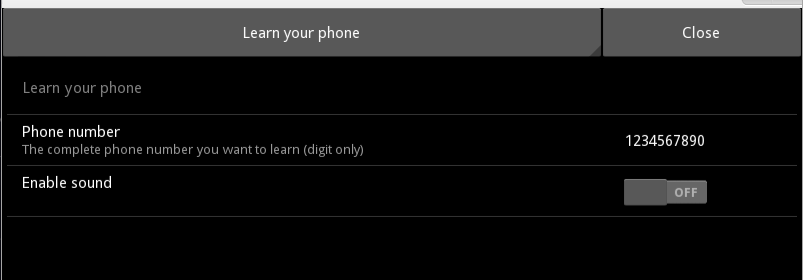 Learn your phone
Close
Learn your phone
Phone number
The complete phone number you want to learn (digit only)
1234567890
Enable sound
OFF